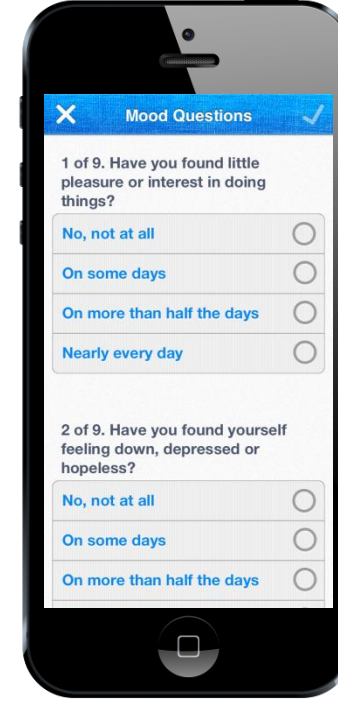 Mood Questions
1 of 9. Have you found little
pleasure or interest in doing
things?
No, not at all
On some days
On more than half the days
Nearly every day
2 of 9. Have you found yourself
feeling down, depressed or
hopeless?
No, not at all
On some days
On more than half the days